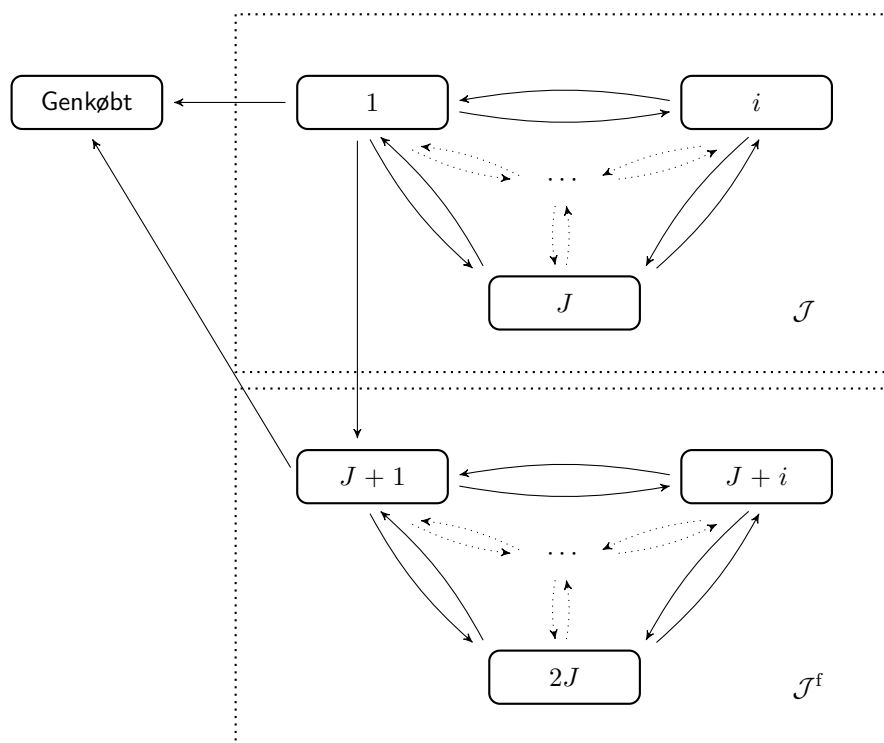 Genkøbt
1
i
...
J
𝒥
J + 1
J + i
...
2J
𝒥^f